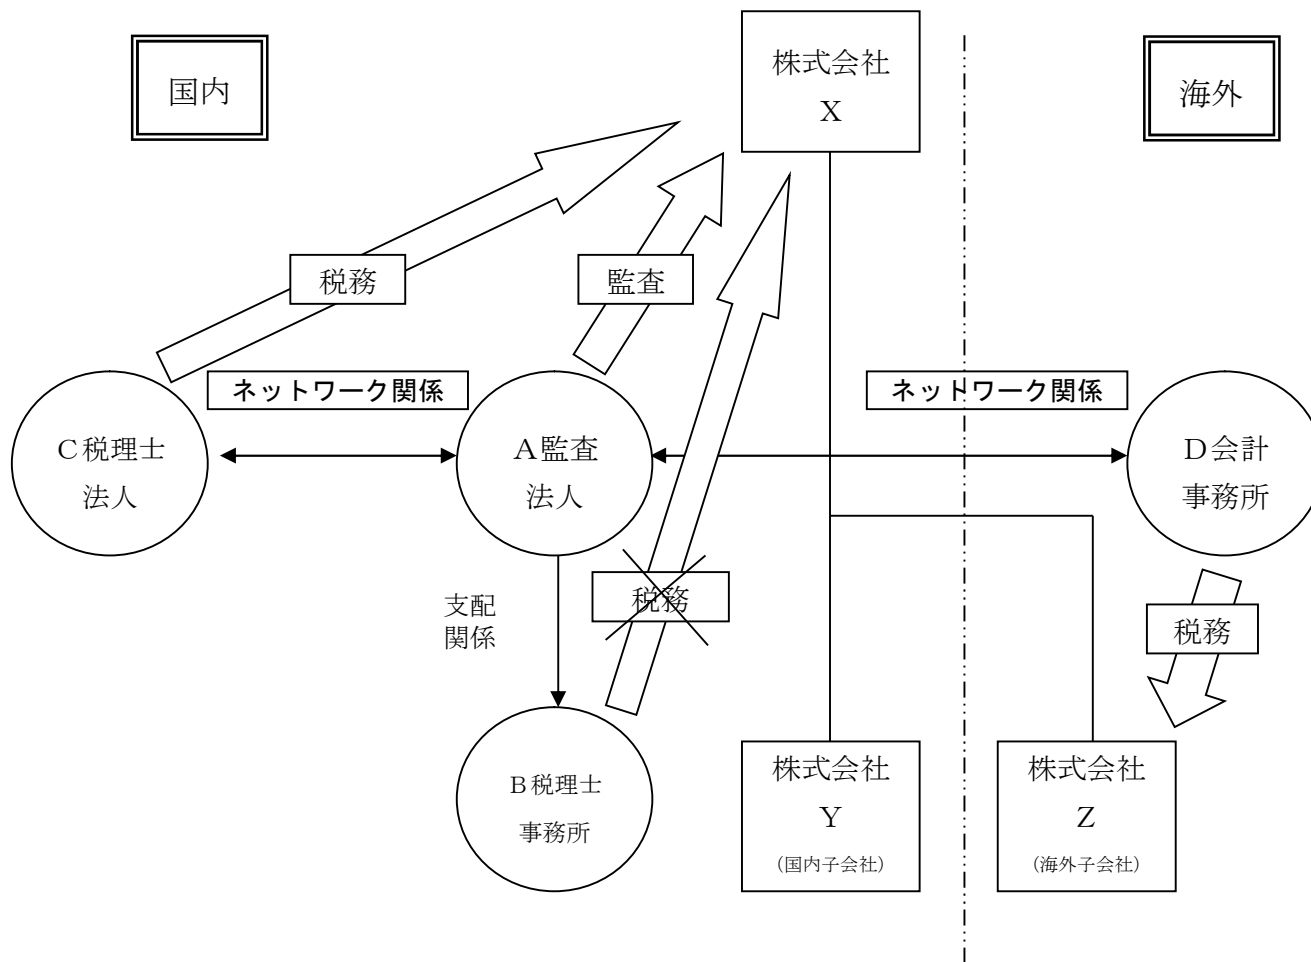 国内
株式会社
X
海外
税務
監査
ネットワーク関係
ネットワーク関係
C税理士
法人
A監査
法人
D会計
事務所
支配
関係
税務
税務
B税理士
事務所
株式会社
Y
(国内子会社)
株式会社
Z
(海外子会社)